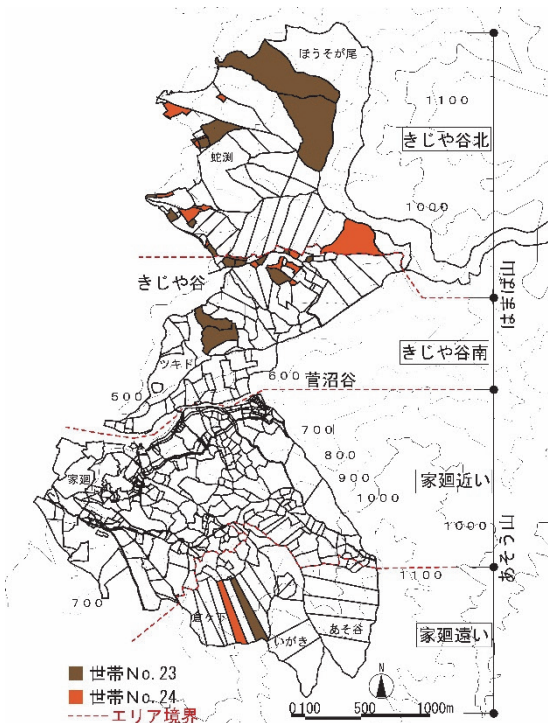 ほうそが尾
1100
きじや谷北
蛇渕
1000
きじや谷
はまば山
きじや谷南
ツキド
600
菅沼谷
500
700
800
900
1000
家廻近い
家廻
1000
あそう山
1100
700
倉ケ下
あそ谷
いがき
家廻遠い
世帯No.23
世帯No.24
エリア境界
N
0 100 500 1000m